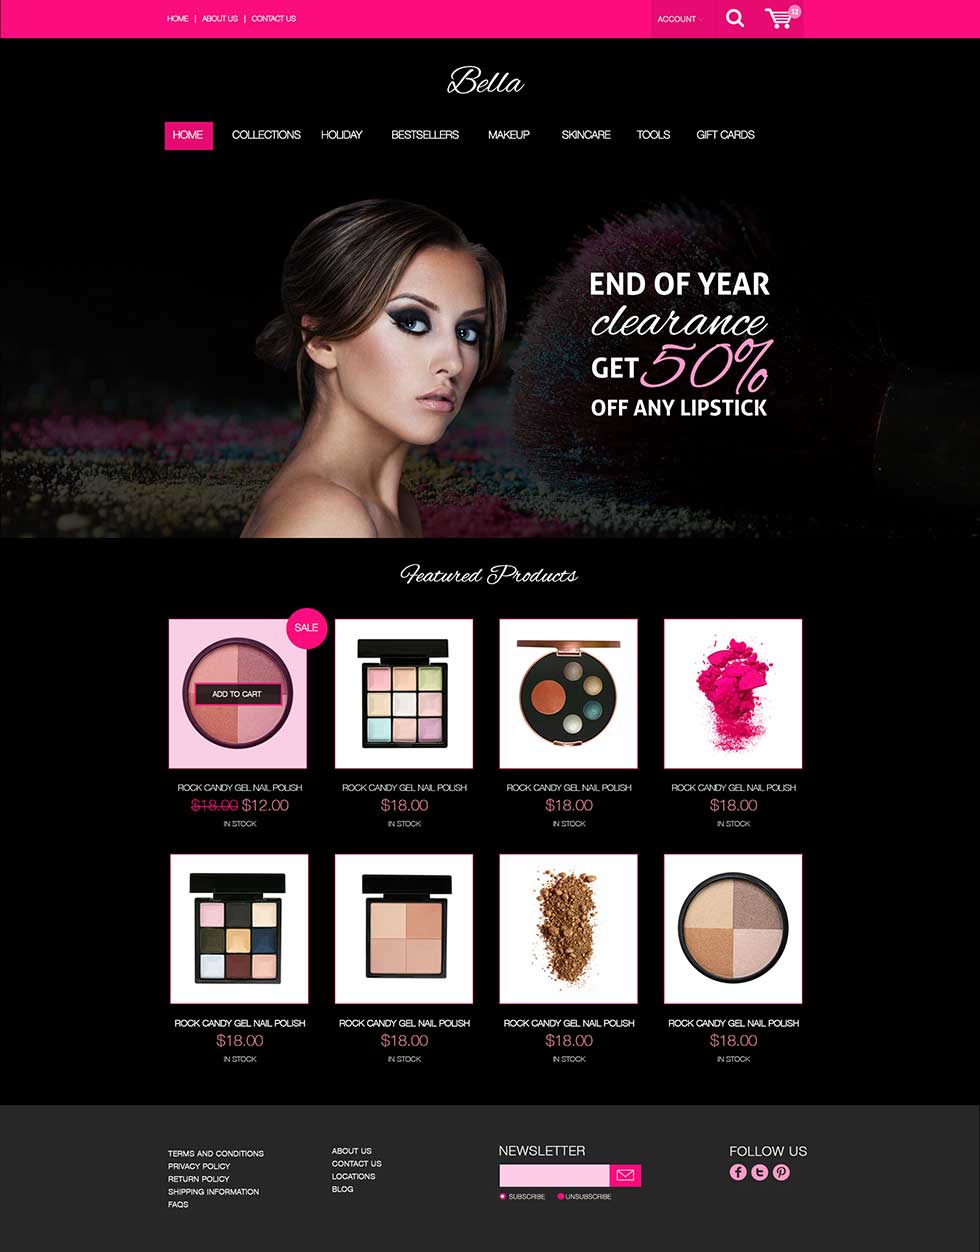 HOME | ABOUT US | CONTACT US
ACCOUNT
12
Bella
HOME COLLECTIONS HOLIDAY BESTSELLERS MAKEUP SKINCARE TOOLS GIFT CARDS
END OF YEAR
clearance
GET 50%
OFF ANY LIPSTICK
Featured Products
SALE
ADD TO CART
ROCK CANDY GEL NAIL POLISH
$18.00 $12.00
IN STOCK
ROCK CANDY GEL NAIL POLISH
$18.00
IN STOCK
ROCK CANDY GEL NAIL POLISH
$18.00
IN STOCK
ROCK CANDY GEL NAIL POLISH
$18.00
IN STOCK
ROCK CANDY GEL NAIL POLISH
$18.00
IN STOCK
ROCK CANDY GEL NAIL POLISH
$18.00
IN STOCK
ROCK CANDY GEL NAIL POLISH
$18.00
IN STOCK
ROCK CANDY GEL NAIL POLISH
$18.00
IN STOCK
TERMS AND CONDITIONS
PRIVACY POLICY
RETURN POLICY
SHIPPING INFORMATION
FAQS
ABOUT US
CONTACT US
LOCATIONS
BLOG
NEWSLETTER
SUBSCRIBE UNSUBSCRIBE
FOLLOW US